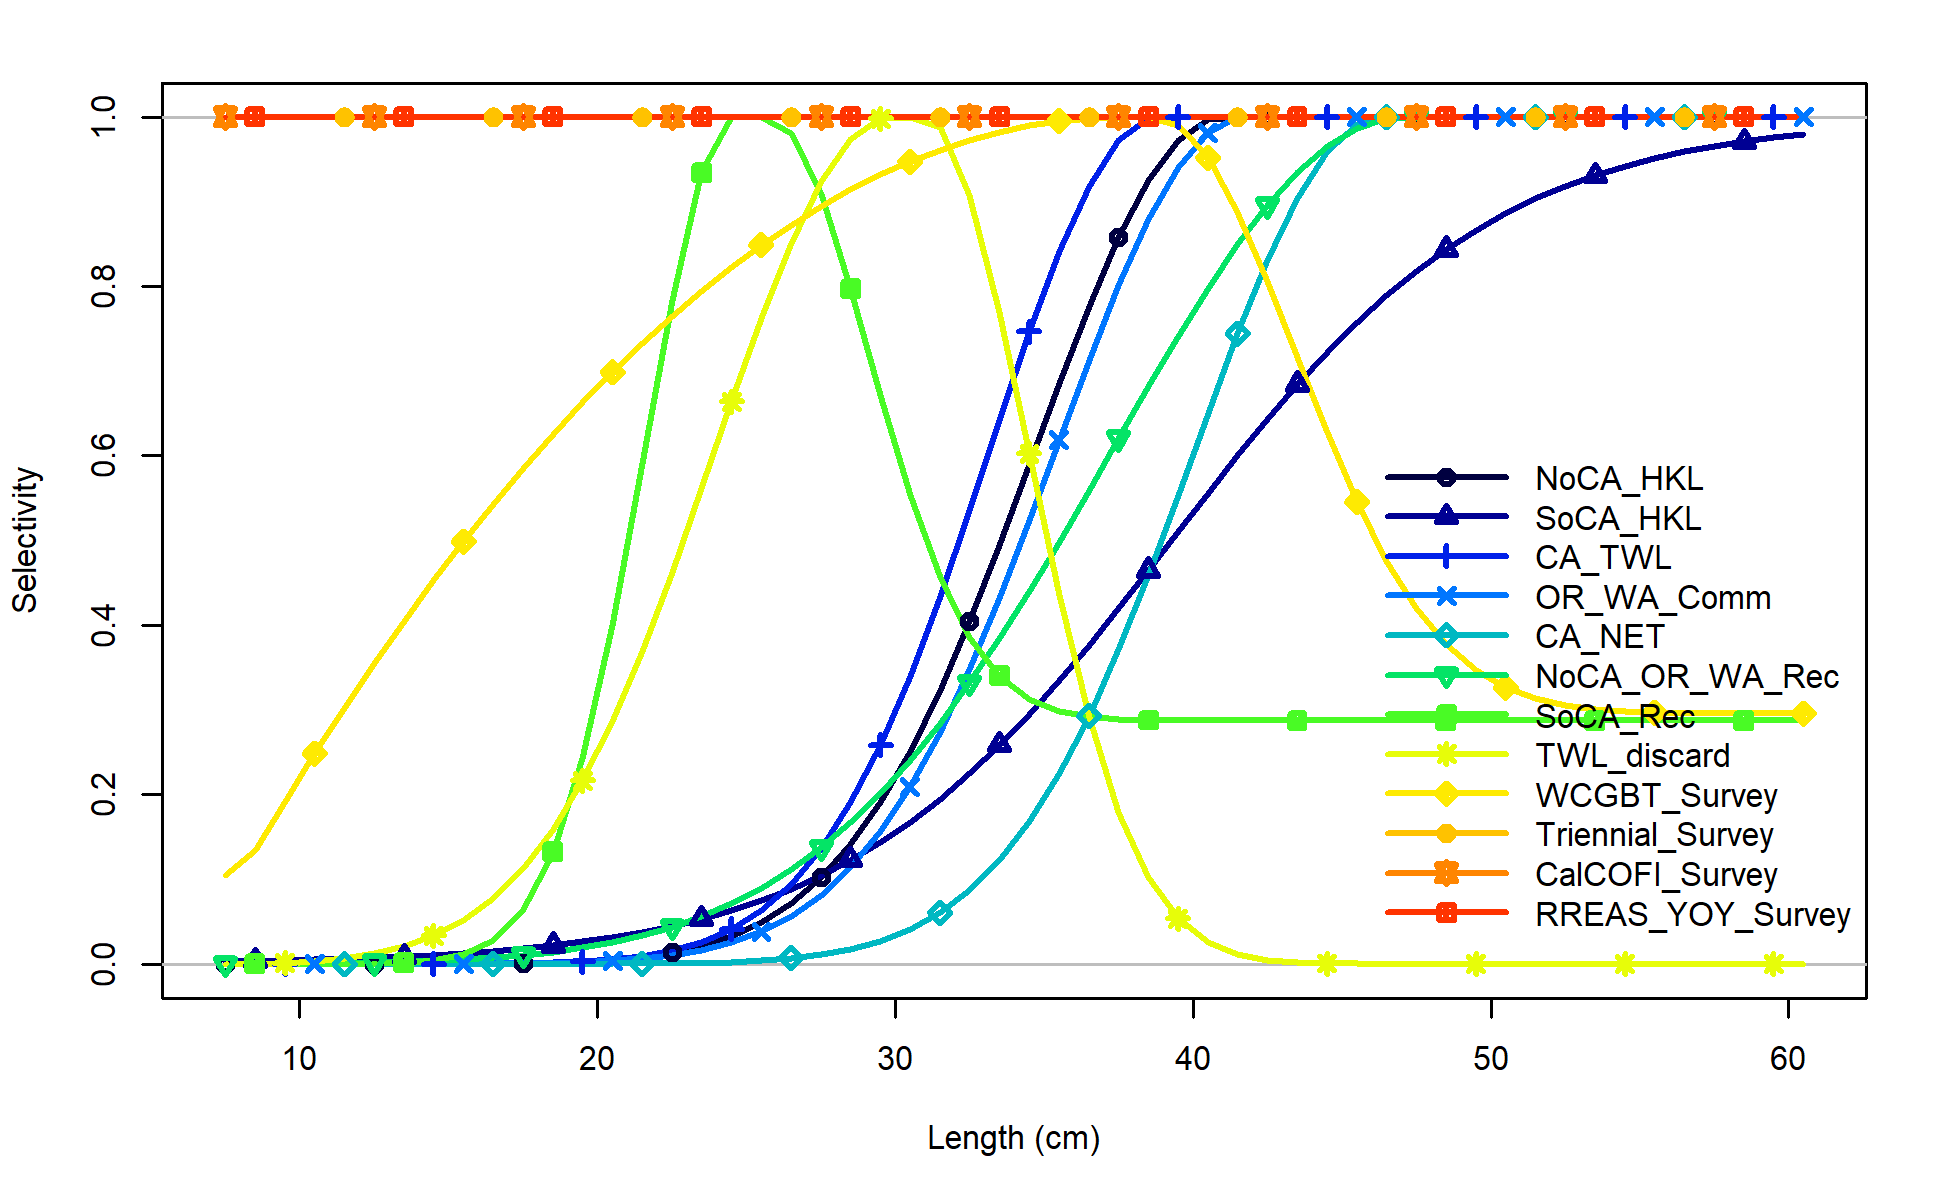 1.0
0.8
0.6
0.4
0.2
0.0
Selectivity
NoCA_HKL
SoCA_HKL
CA_TWL
OR_WA_Comm
CA_NET
NoCA_OR_WA_Rec
SoCA_Rec
TWL_discard
WCGBT_Survey
Triennial_Survey
CalCOFI_Survey
RREAS_YOY_Survey
10 20 30 40 50 60
Length (cm)